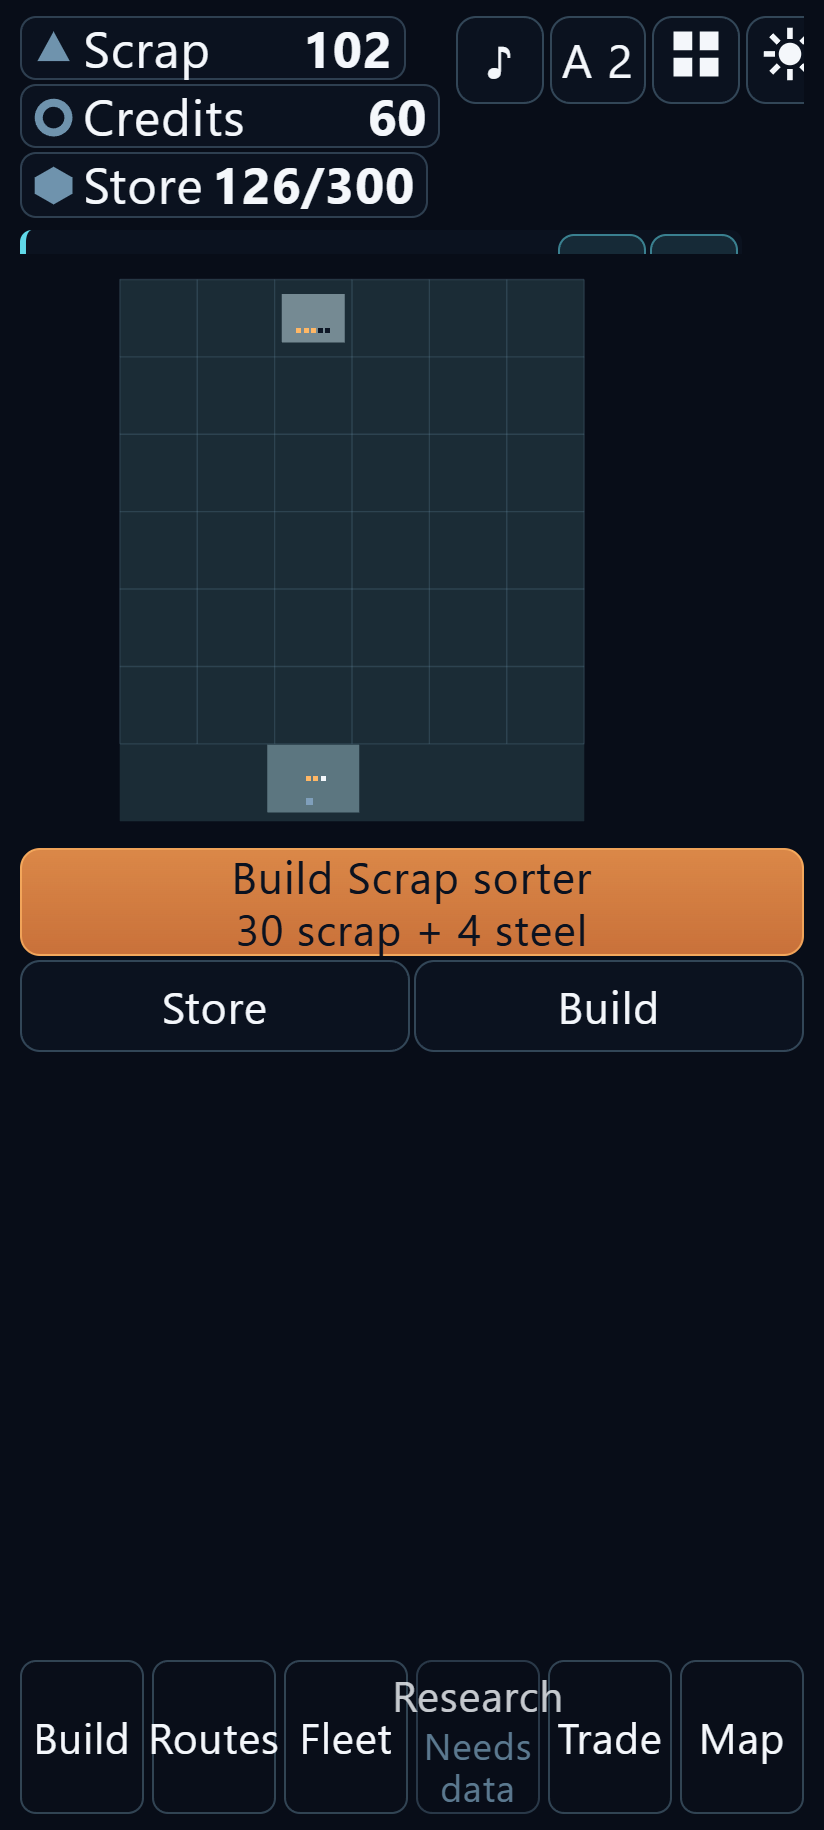 Scrap 102
♪ A 2
Credits 60
Store 126/300
Build Scrap sorter
30 scrap + 4 steel
Store Build
Build Routes Fleet Research Trade Map
Needs
data